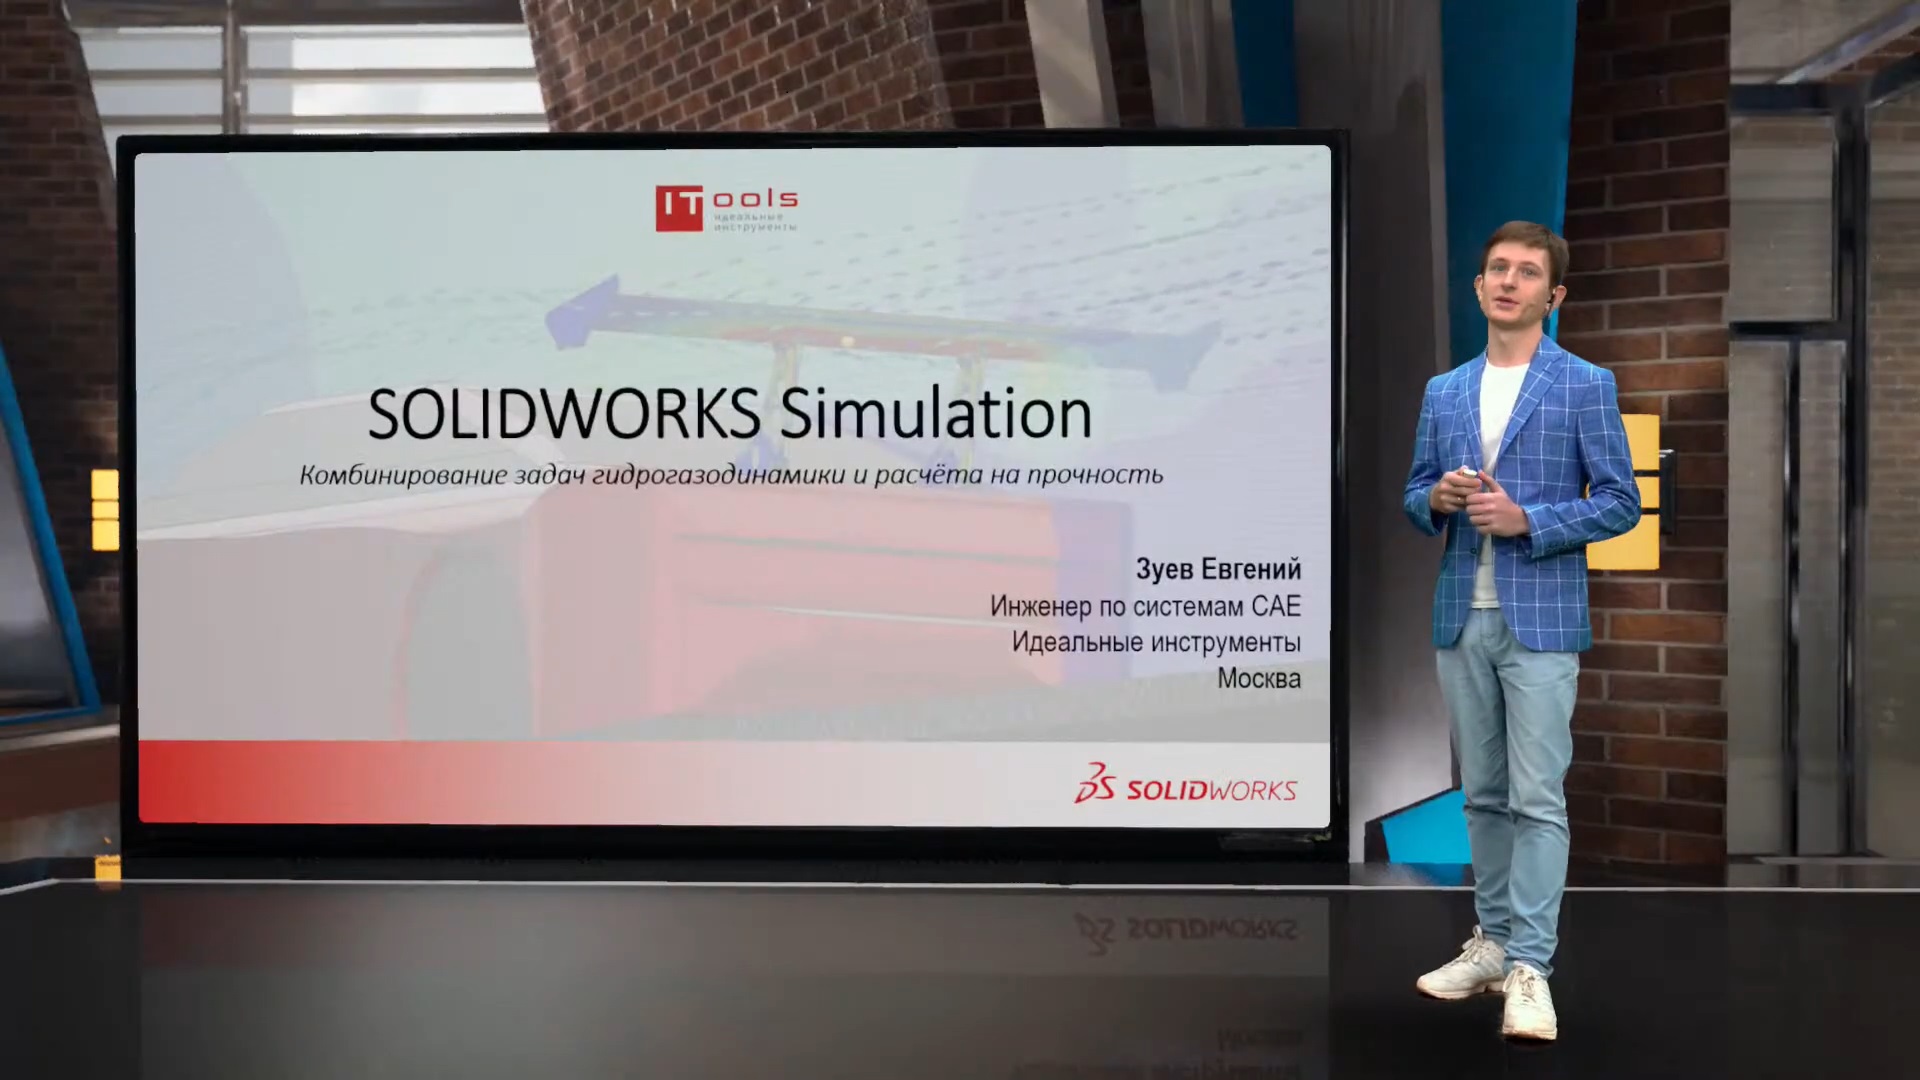 ITools
идеальные
инструменты
SOLIDWORKS Simulation
Комбинирование задач гидрогазодинамики и расчёта на прочность
Зуев Евгений
Инженер по системам CAE
Идеальные инструменты
Москва
SOLIDWORKS